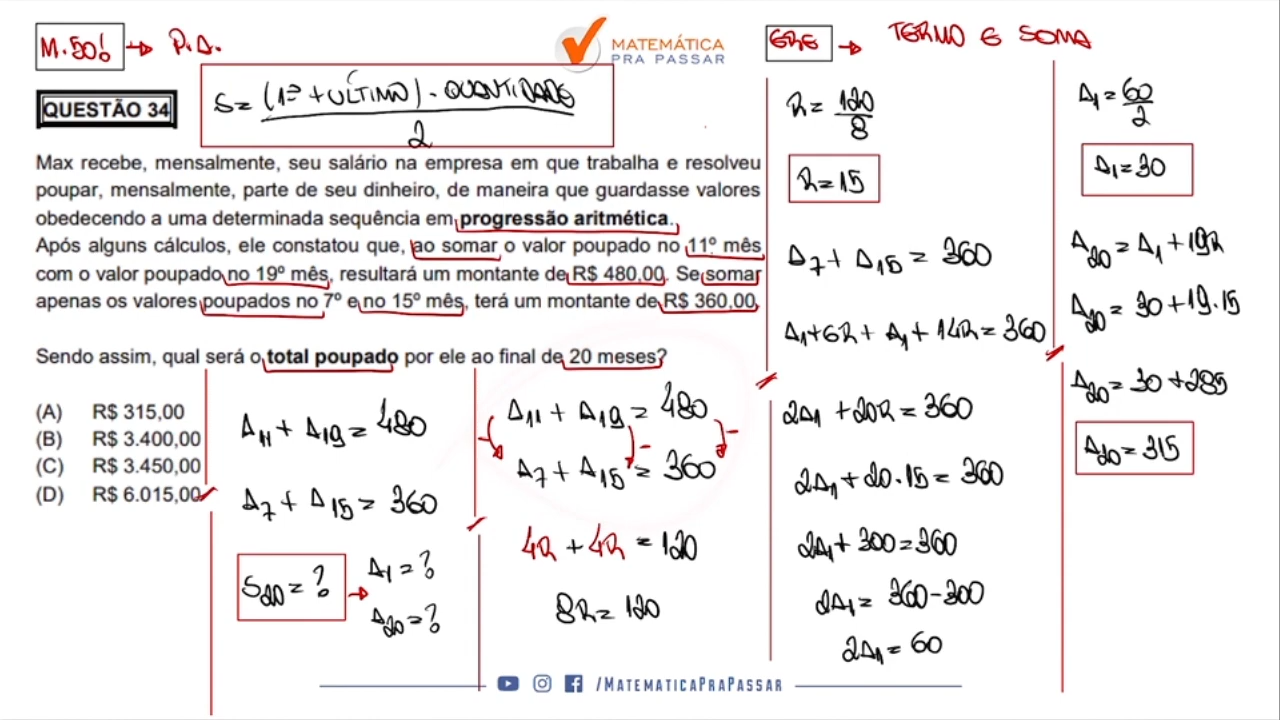 M.50! → P.A.
MATEMÁTICA
PRA PASSAR
GRE → TERMO E SOMA
QUESTÃO 34
S = (1º + ÚLTIMO) . QUANTIDADE
2
Max recebe, mensalmente, seu salário na empresa em que trabalha e resolveu
poupar, mensalmente, parte de seu dinheiro, de maneira que guardasse valores
obedecendo a uma determinada sequência em progressão aritmética.
Após alguns cálculos, ele constatou que, ao somar o valor poupado no 11º mês
com o valor poupado no 19º mês, resultará um montante de R$ 480,00. Se somar
apenas os valores poupados no 7º e no 15º mês, terá um montante de R$ 360,00.
Sendo assim, qual será o total poupado por ele ao final de 20 meses?
(A) R$ 315,00
(B) R$ 3.400,00
(C) R$ 3.450,00
(D) R$ 6.015,00
A11 + A19 = 480
A7 + A15 = 360
S20 = ? → A1 = ?
A20 = ?
A11 + A19 = 480
A7 + A15 = 360
4R + 4R = 120
8R = 120
R = 120
8
R = 15
A7 + A15 = 360
A1 + 6R + A1 + 14R = 360
2A1 + 20R = 360
2A1 + 20.15 = 360
2A1 + 300 = 360
2A1 = 360 - 300
2A1 = 60
A1 = 60
2
A1 = 30
A20 = A1 + 19R
A20 = 30 + 19.15
A20 = 30 + 285
A20 = 315
/MATEMATICAPRAPASSAR